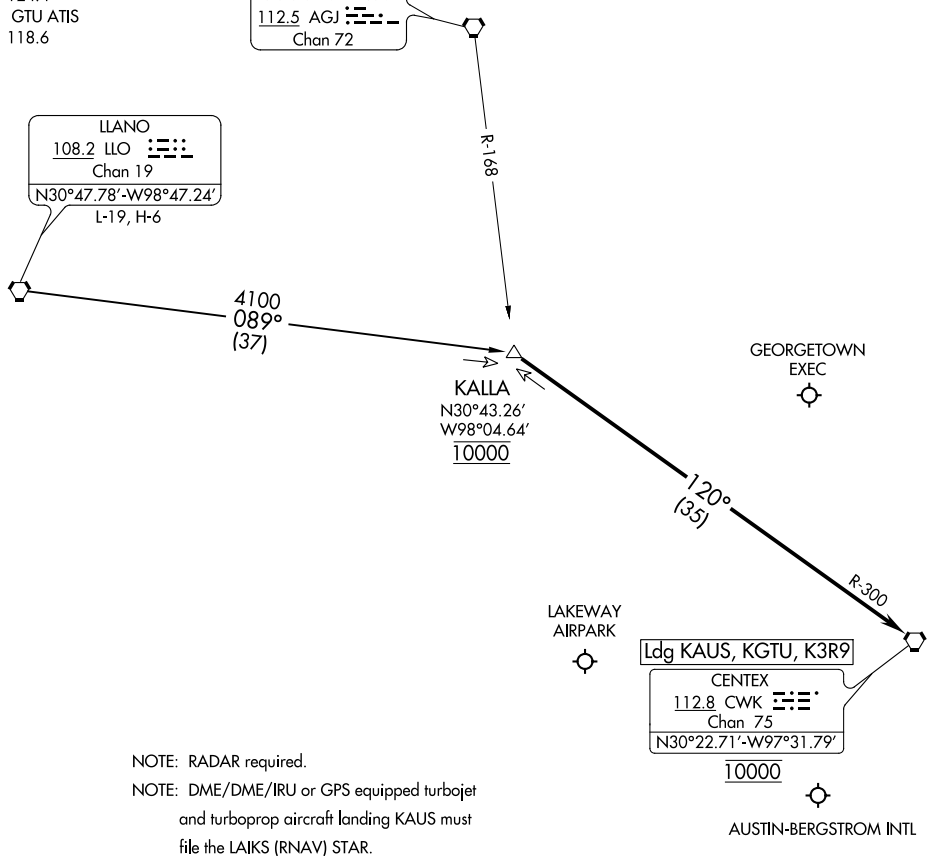 GTU ATIS
118.6
112.5 AGJ
Chan 72
R-168
LLANO
108.2 LLO
Chan 19
N30°47.78'-W98°47.24'
L-19, H-6
4100
089°
(37)
KALLA
N30°43.26'
W98°04.64'
10000
GEORGETOWN
EXEC
120°
(35)
R-300
LAKEWAY
AIRPARK
Ldg KAUS, KGTU, K3R9
CENTEX
112.8 CWK
Chan 75
N30°22.71'-W97°31.79'
10000
AUSTIN-BERGSTROM INTL
NOTE: RADAR required.
NOTE: DME/DME/IRU or GPS equipped turbojet
and turboprop aircraft landing KAUS must
file the LAIKS (RNAV) STAR.